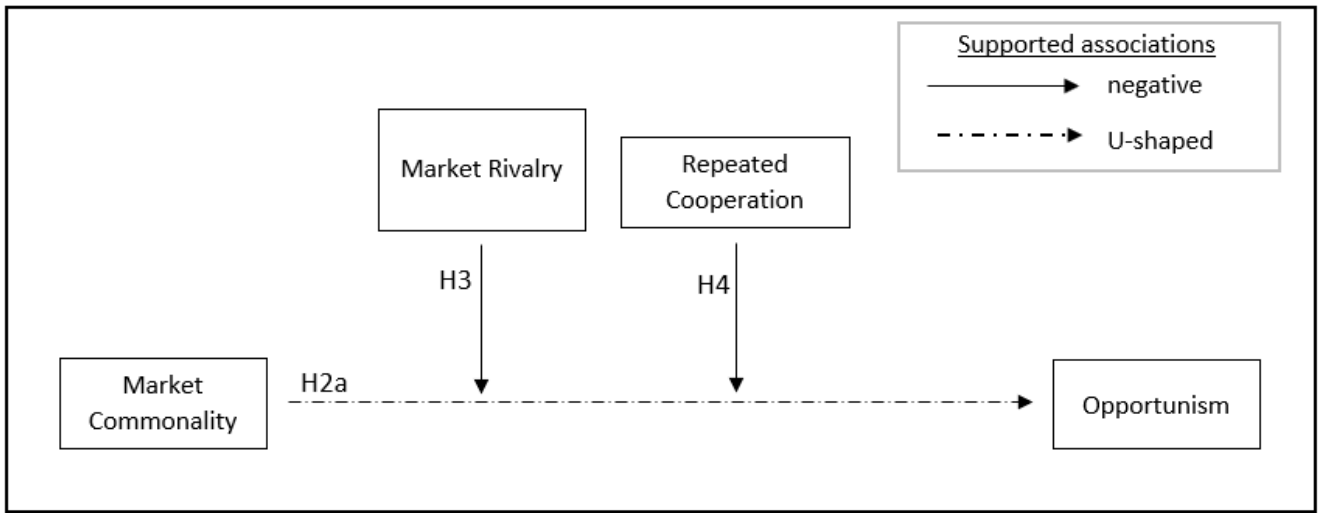 Supported associations
negative
U-shaped
Market Rivalry
Repeated
Cooperation
H3
H4
H2a
Market
Commonality
Opportunism